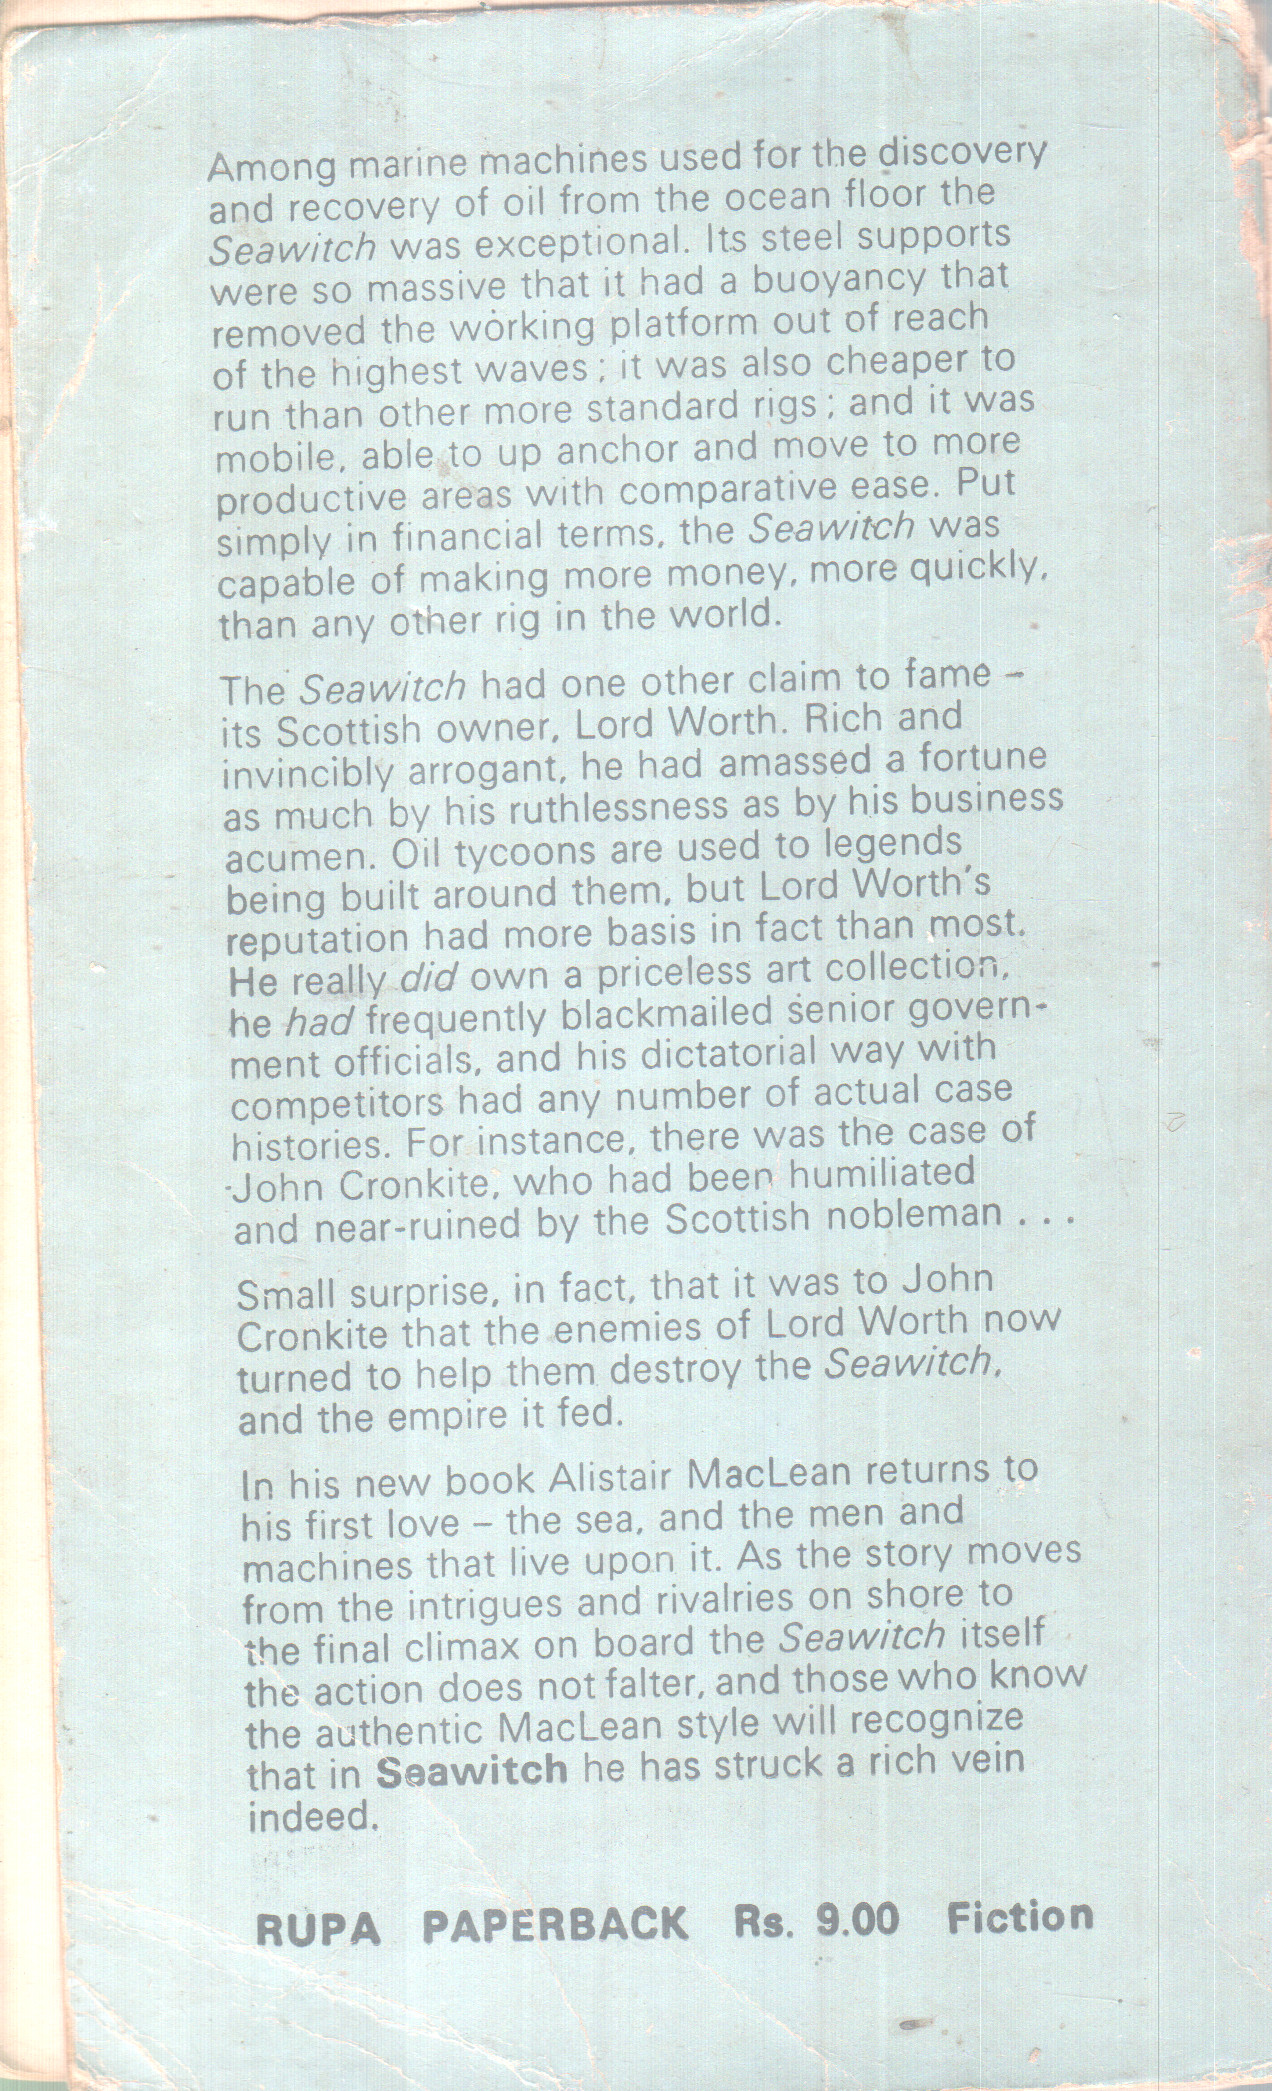 Among marine machines used for the discovery
and recovery of oil from the ocean floor the
Seawitch was exceptional. Its steel supports
were so massive that it had a buoyancy that
removed the working platform out of reach
of the highest waves; it was also cheaper to
run than other more standard rigs; and it was
mobile, able to up anchor and move to more
productive areas with comparative ease. Put
simply in financial terms, the Seawitch was
capable of making more money, more quickly,
than any other rig in the world.
The Seawitch had one other claim to fame –
its Scottish owner, Lord Worth. Rich and
invincibly arrogant, he had amassed a fortune
as much by his ruthlessness as by his business
acumen. Oil tycoons are used to legends
being built around them, but Lord Worth's
reputation had more basis in fact than most.
He really did own a priceless art collection,
he had frequently blackmailed senior govern-
ment officials, and his dictatorial way with
competitors had any number of actual case
histories. For instance, there was the case of
John Cronkite, who had been humiliated
and near-ruined by the Scottish nobleman . . .
Small surprise, in fact, that it was to John
Cronkite that the enemies of Lord Worth now
turned to help them destroy the Seawitch,
and the empire it fed.
In his new book Alistair MacLean returns to
his first love – the sea, and the men and
machines that live upon it. As the story moves
from the intrigues and rivalries on shore to
the final climax on board the Seawitch itself
the action does not falter, and those who know
the authentic MacLean style will recognize
that in Seawitch he has struck a rich vein
indeed.
RUPA PAPERBACK Rs. 9.00 Fiction